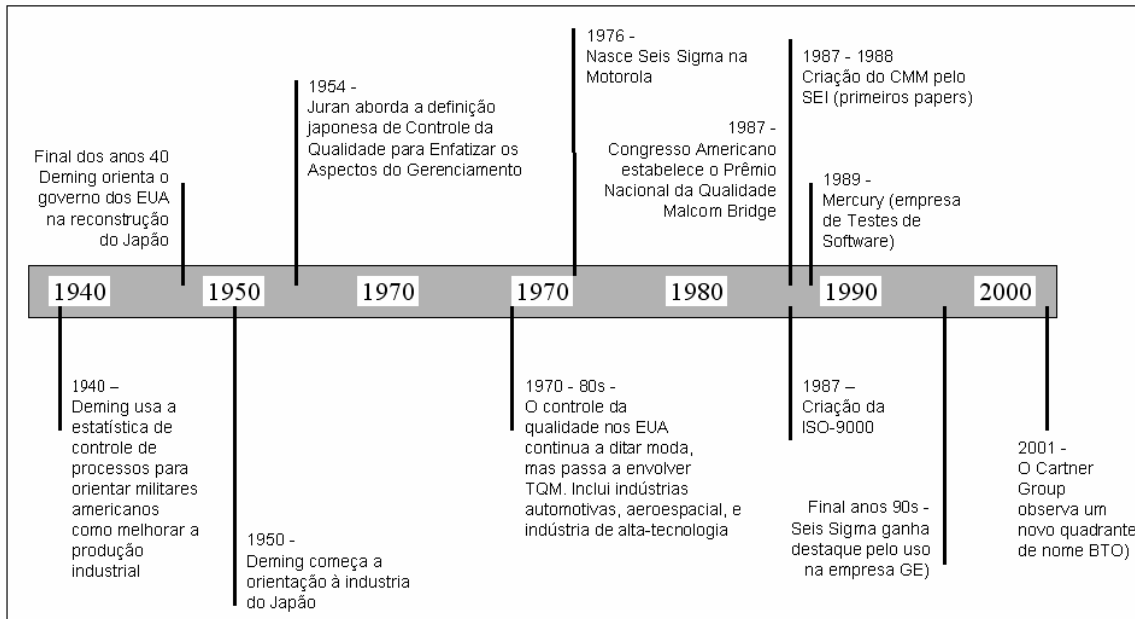 1976 -
Nasce Seis Sigma na
Motorola
1987 - 1988
Criação do CMM pelo
SEI (primeiros papers)
1954 -
Juran aborda a definição
japonesa de Controle da
Qualidade para Enfatizar os
Aspectos do Gerenciamento
1987 -
Congresso Americano
estabelece o Prêmio
Nacional da Qualidade
Malcom Bridge
Final dos anos 40
Deming orienta o
governo dos EUA
na reconstrução
do Japão
1989 -
Mercury (empresa
de Testes de
Software)
1940
1950
1970
1970
1980
1990
2000
1940 –
Deming usa a
estatística de
controle de
processos para
orientar militares
americanos
como melhorar a
produção
industrial
1950 -
Deming começa a
orientação à industria
do Japão
1970 - 80s -
O controle da
qualidade nos EUA
continua a ditar moda,
mas passa a envolver
TQM. Inclui indústrias
automotivas, aeroespacial, e
indústria de alta-tecnologia
1987 –
Criação da
ISO-9000
Final anos 90s -
Seis Sigma ganha
destaque pelo uso
na empresa GE)
2001 -
O Cartner
Group
observa um
novo quadrante
de nome BTO)